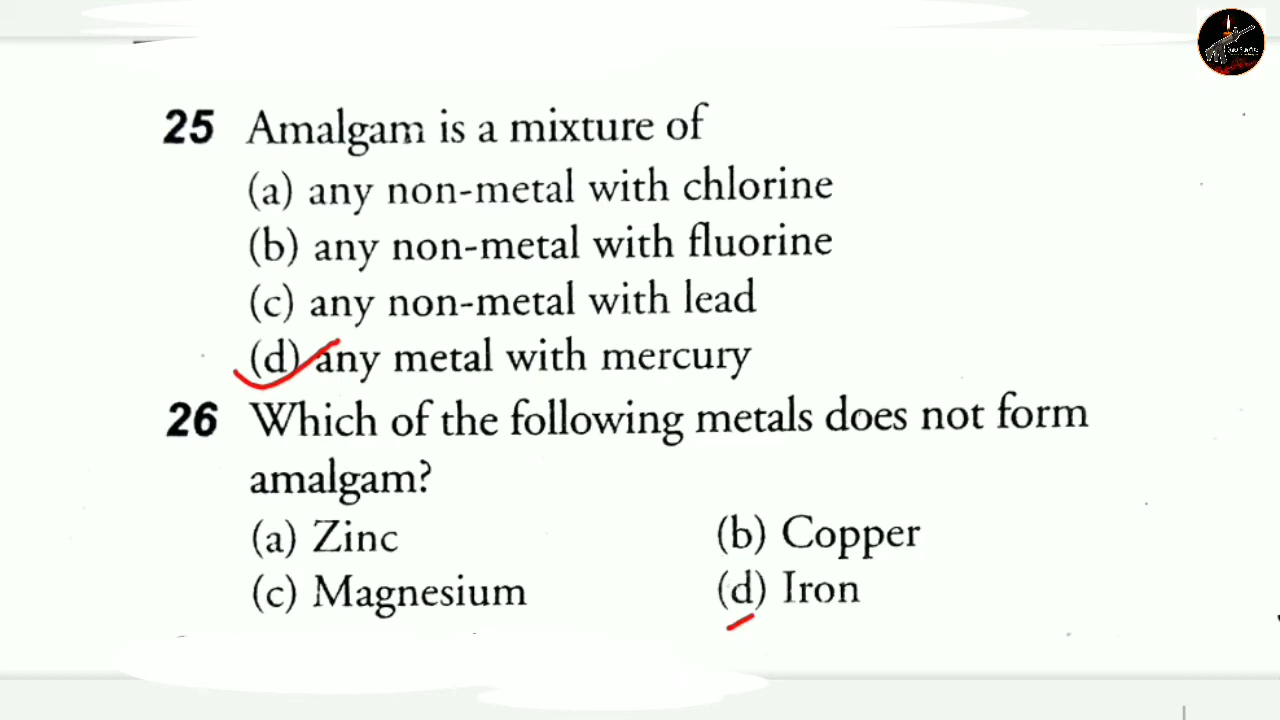 25 Amalgam is a mixture of
(a) any non-metal with chlorine
(b) any non-metal with fluorine
(c) any non-metal with lead
(d) any metal with mercury
26 Which of the following metals does not form
amalgam?
(a) Zinc (b) Copper
(c) Magnesium (d) Iron